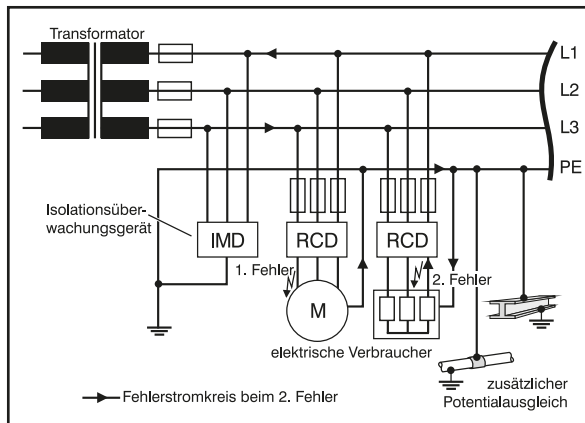 Transformator
L1
L2
L3
PE
Isolationsüber-
wachungsgerät
IMD
RCD
RCD
1. Fehler
2. Fehler
M
elektrische Verbraucher
zusätzlicher
Potentialausgleich
Fehlerstromkreis beim 2. Fehler